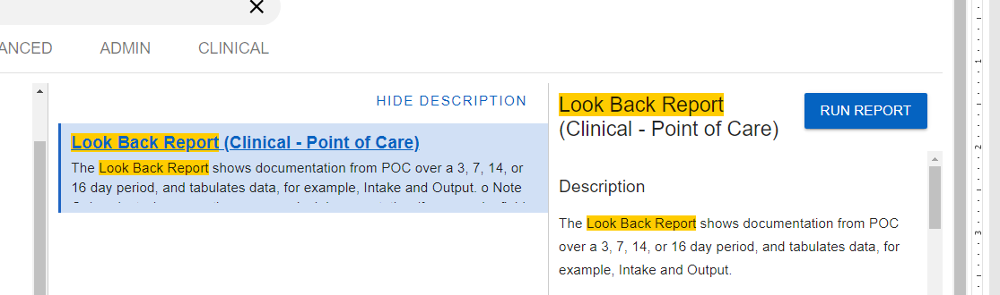 ANCED ADMIN CLINICAL
HIDE DESCRIPTION
Look Back Report (Clinical - Point of Care)
The Look Back Report shows documentation from POC over a 3, 7, 14, or
16 day period, and tabulates data, for example, Intake and Output. o Note
Look Back Report
(Clinical - Point of Care)
RUN REPORT
Description
The Look Back Report shows documentation from POC
over a 3, 7, 14, or 16 day period, and tabulates data, for
example, Intake and Output.
1
2
3